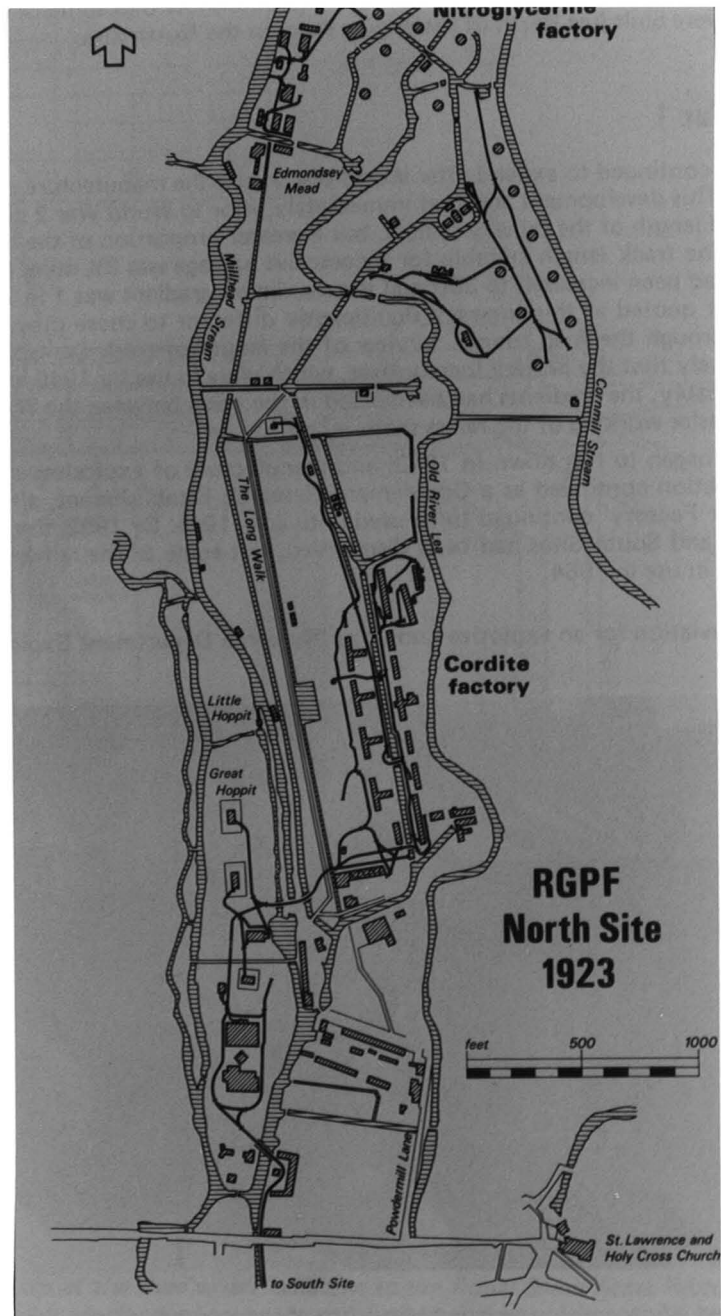 Nitroglycerine
factory
Edmondsey
Mead
Millhead
Stream
Cornmill Stream
Old River Lea
The Long Walk
Cordite
factory
Little
Hoppit
Great
Hoppit
RGPF
North Site
1923
feet 500 1000
Powdermill Lane
St. Lawrence and
Holy Cross Church
to South Site